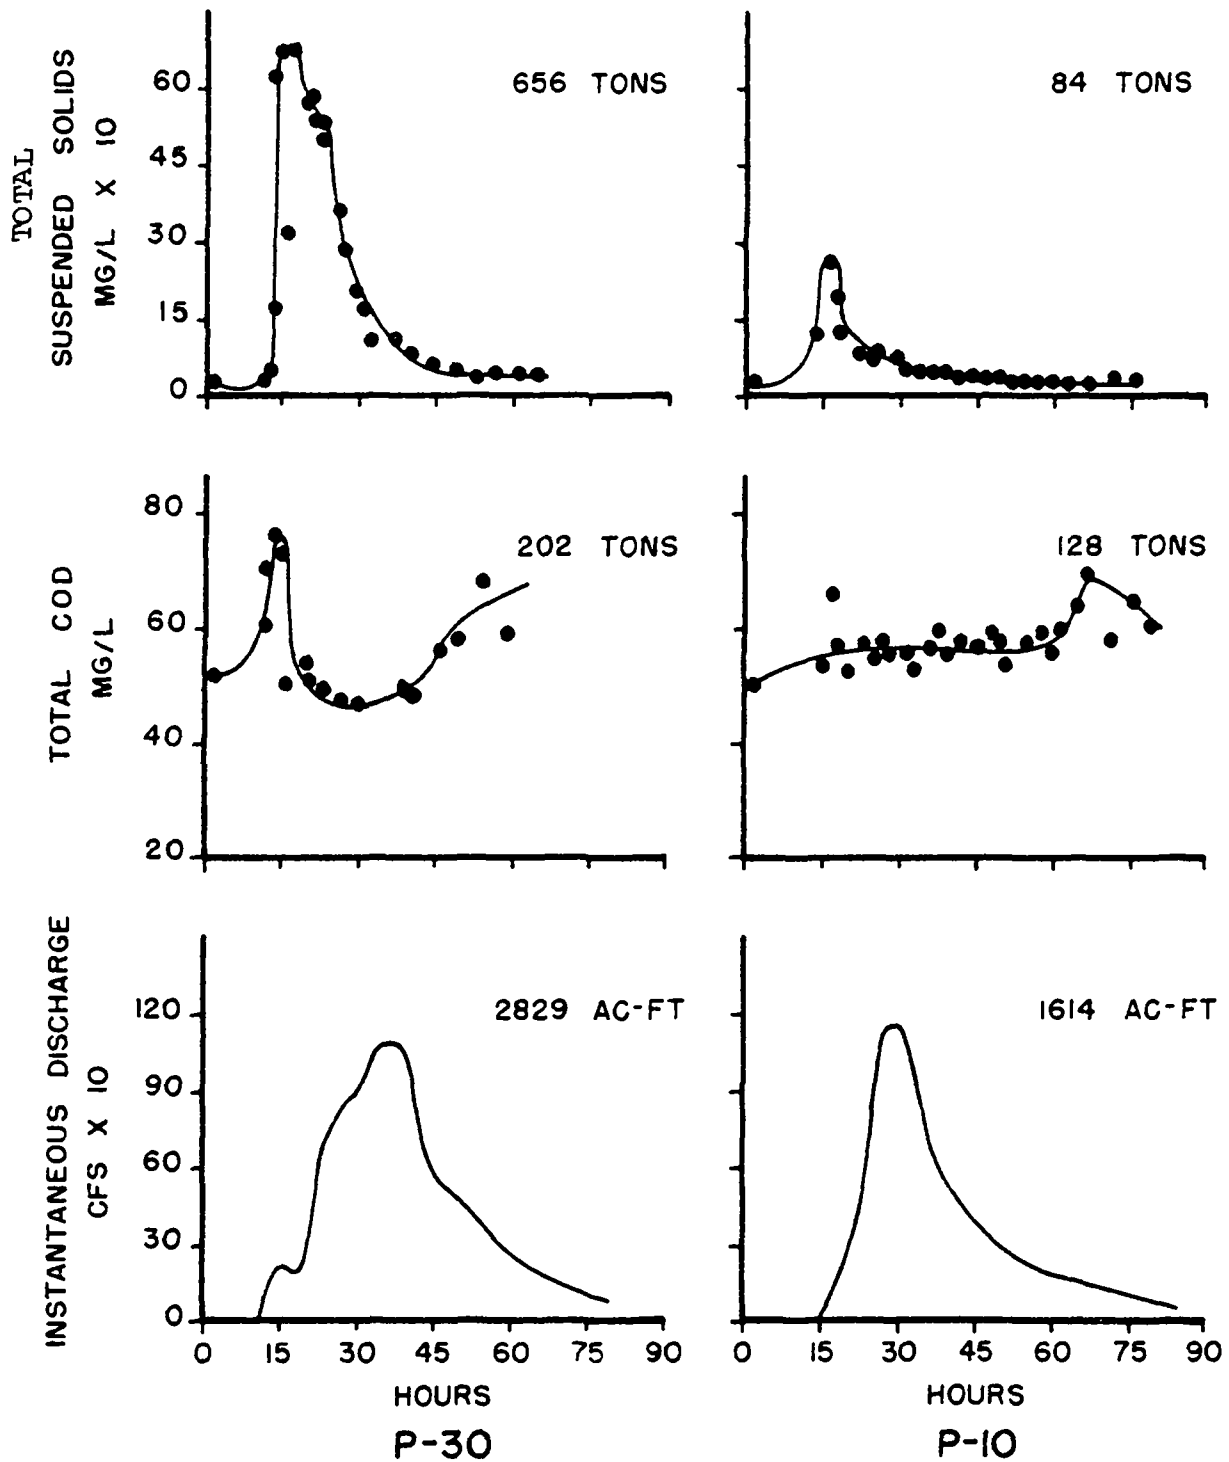 TOTAL
SUSPENDED SOLIDS
MG/L X 10
60
45
30
15
0
656 TONS
84 TONS
TOTAL COD
MG/L
80
60
40
20
202 TONS
128 TONS
INSTANTANEOUS DISCHARGE
CFS X 10
120
90
60
30
0
2829 AC-FT
1614 AC-FT
0 15 30 45 60 75 90
HOURS
P-30
0 15 30 45 60 75 90
HOURS
P-10